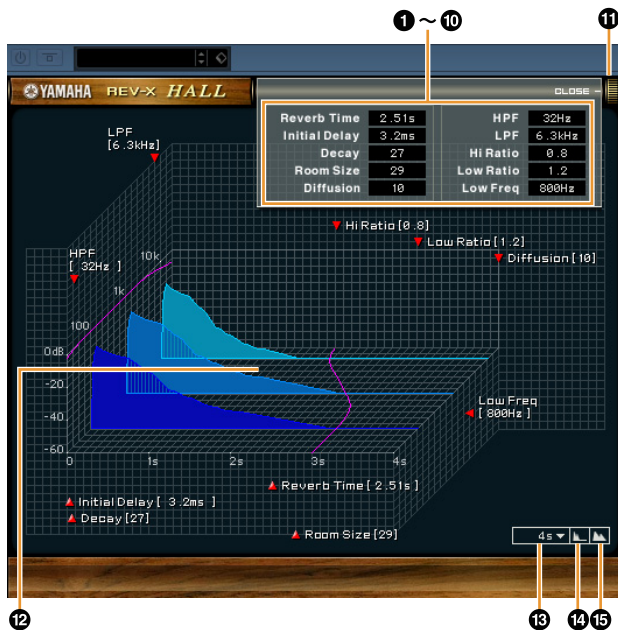 ❶~❿ ⓫
YAMAHA REV-X HALL
CLOSE –
Reverb Time 2.51s HPF 32Hz
Initial Delay 3.2ms LPF 6.3kHz
Decay 27 Hi Ratio 0.8
Room Size 29 Low Ratio 1.2
Diffusion 10 Low Freq 800Hz
LPF
[6.3kHz]
Hi Ratio[0.8]
Low Ratio[1.2]
Diffusion[10]
HPF
[ 32Hz ]
10k
1k
100
0dB
-20
-40
-60
0 1s 2s 3s 4s
Low Freq
[ 800Hz ]
Reverb Time[ 2.51s ]
Initial Delay[ 3.2ms ]
Decay[27]
Room Size[29]
4s
⓬ ⓭ ⓮ ⓯